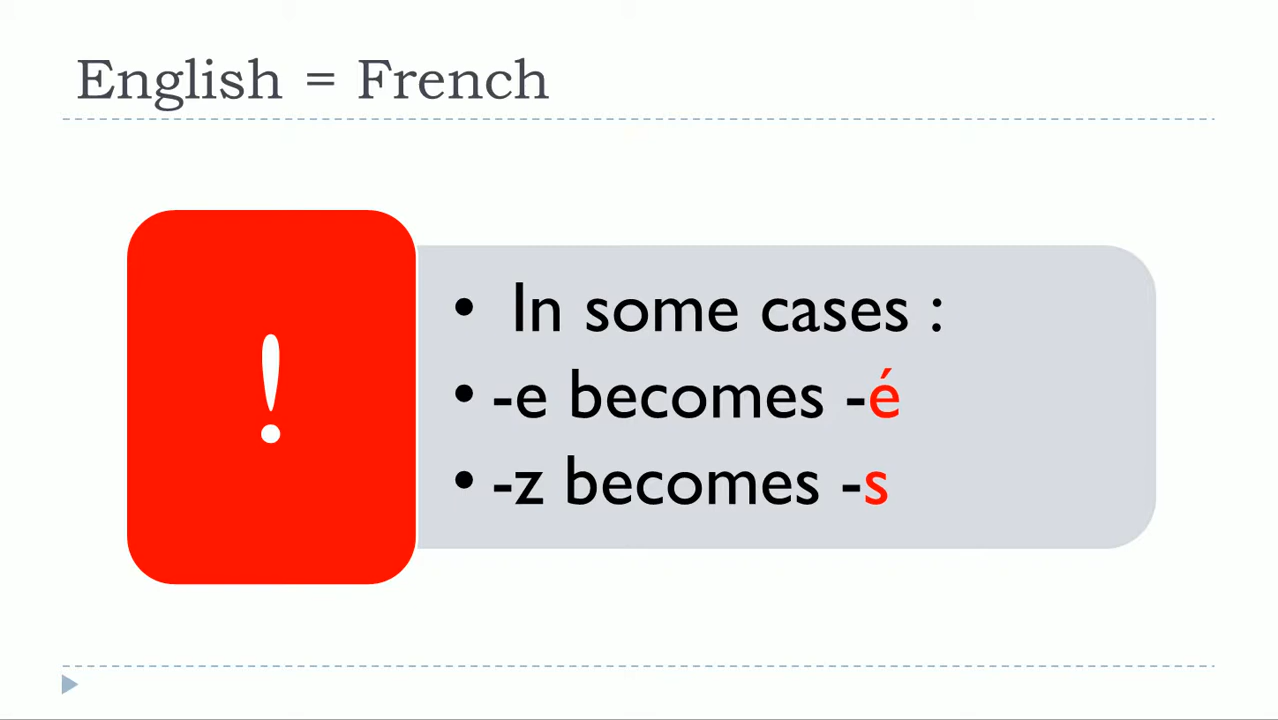 English = French
!
• In some cases :
• -e becomes -é
• -z becomes -s